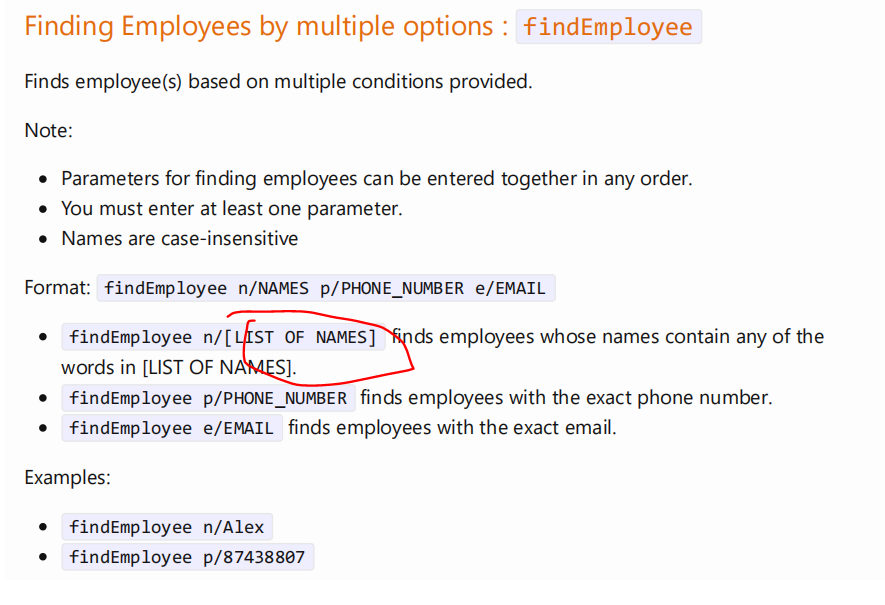 Finding Employees by multiple options : findEmployee
Finds employee(s) based on multiple conditions provided.
Note:
Parameters for finding employees can be entered together in any order.
You must enter at least one parameter.
Names are case-insensitive
Format: findEmployee n/NAMES p/PHONE_NUMBER e/EMAIL
findEmployee n/[LIST OF NAMES] finds employees whose names contain any of the
words in [LIST OF NAMES].
findEmployee p/PHONE_NUMBER finds employees with the exact phone number.
findEmployee e/EMAIL finds employees with the exact email.
Examples:
findEmployee n/Alex
findEmployee p/87438807